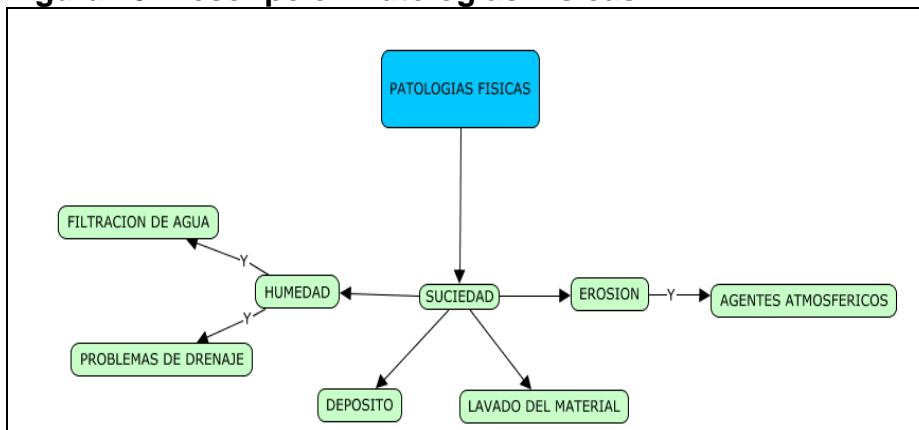 PATOLOGIAS FISICAS
FILTRACION DE AGUA
Y
HUMEDAD
SUCIEDAD
EROSION
Y
AGENTES ATMOSFERICOS
Y
PROBLEMAS DE DRENAJE
DEPOSITO
LAVADO DEL MATERIAL